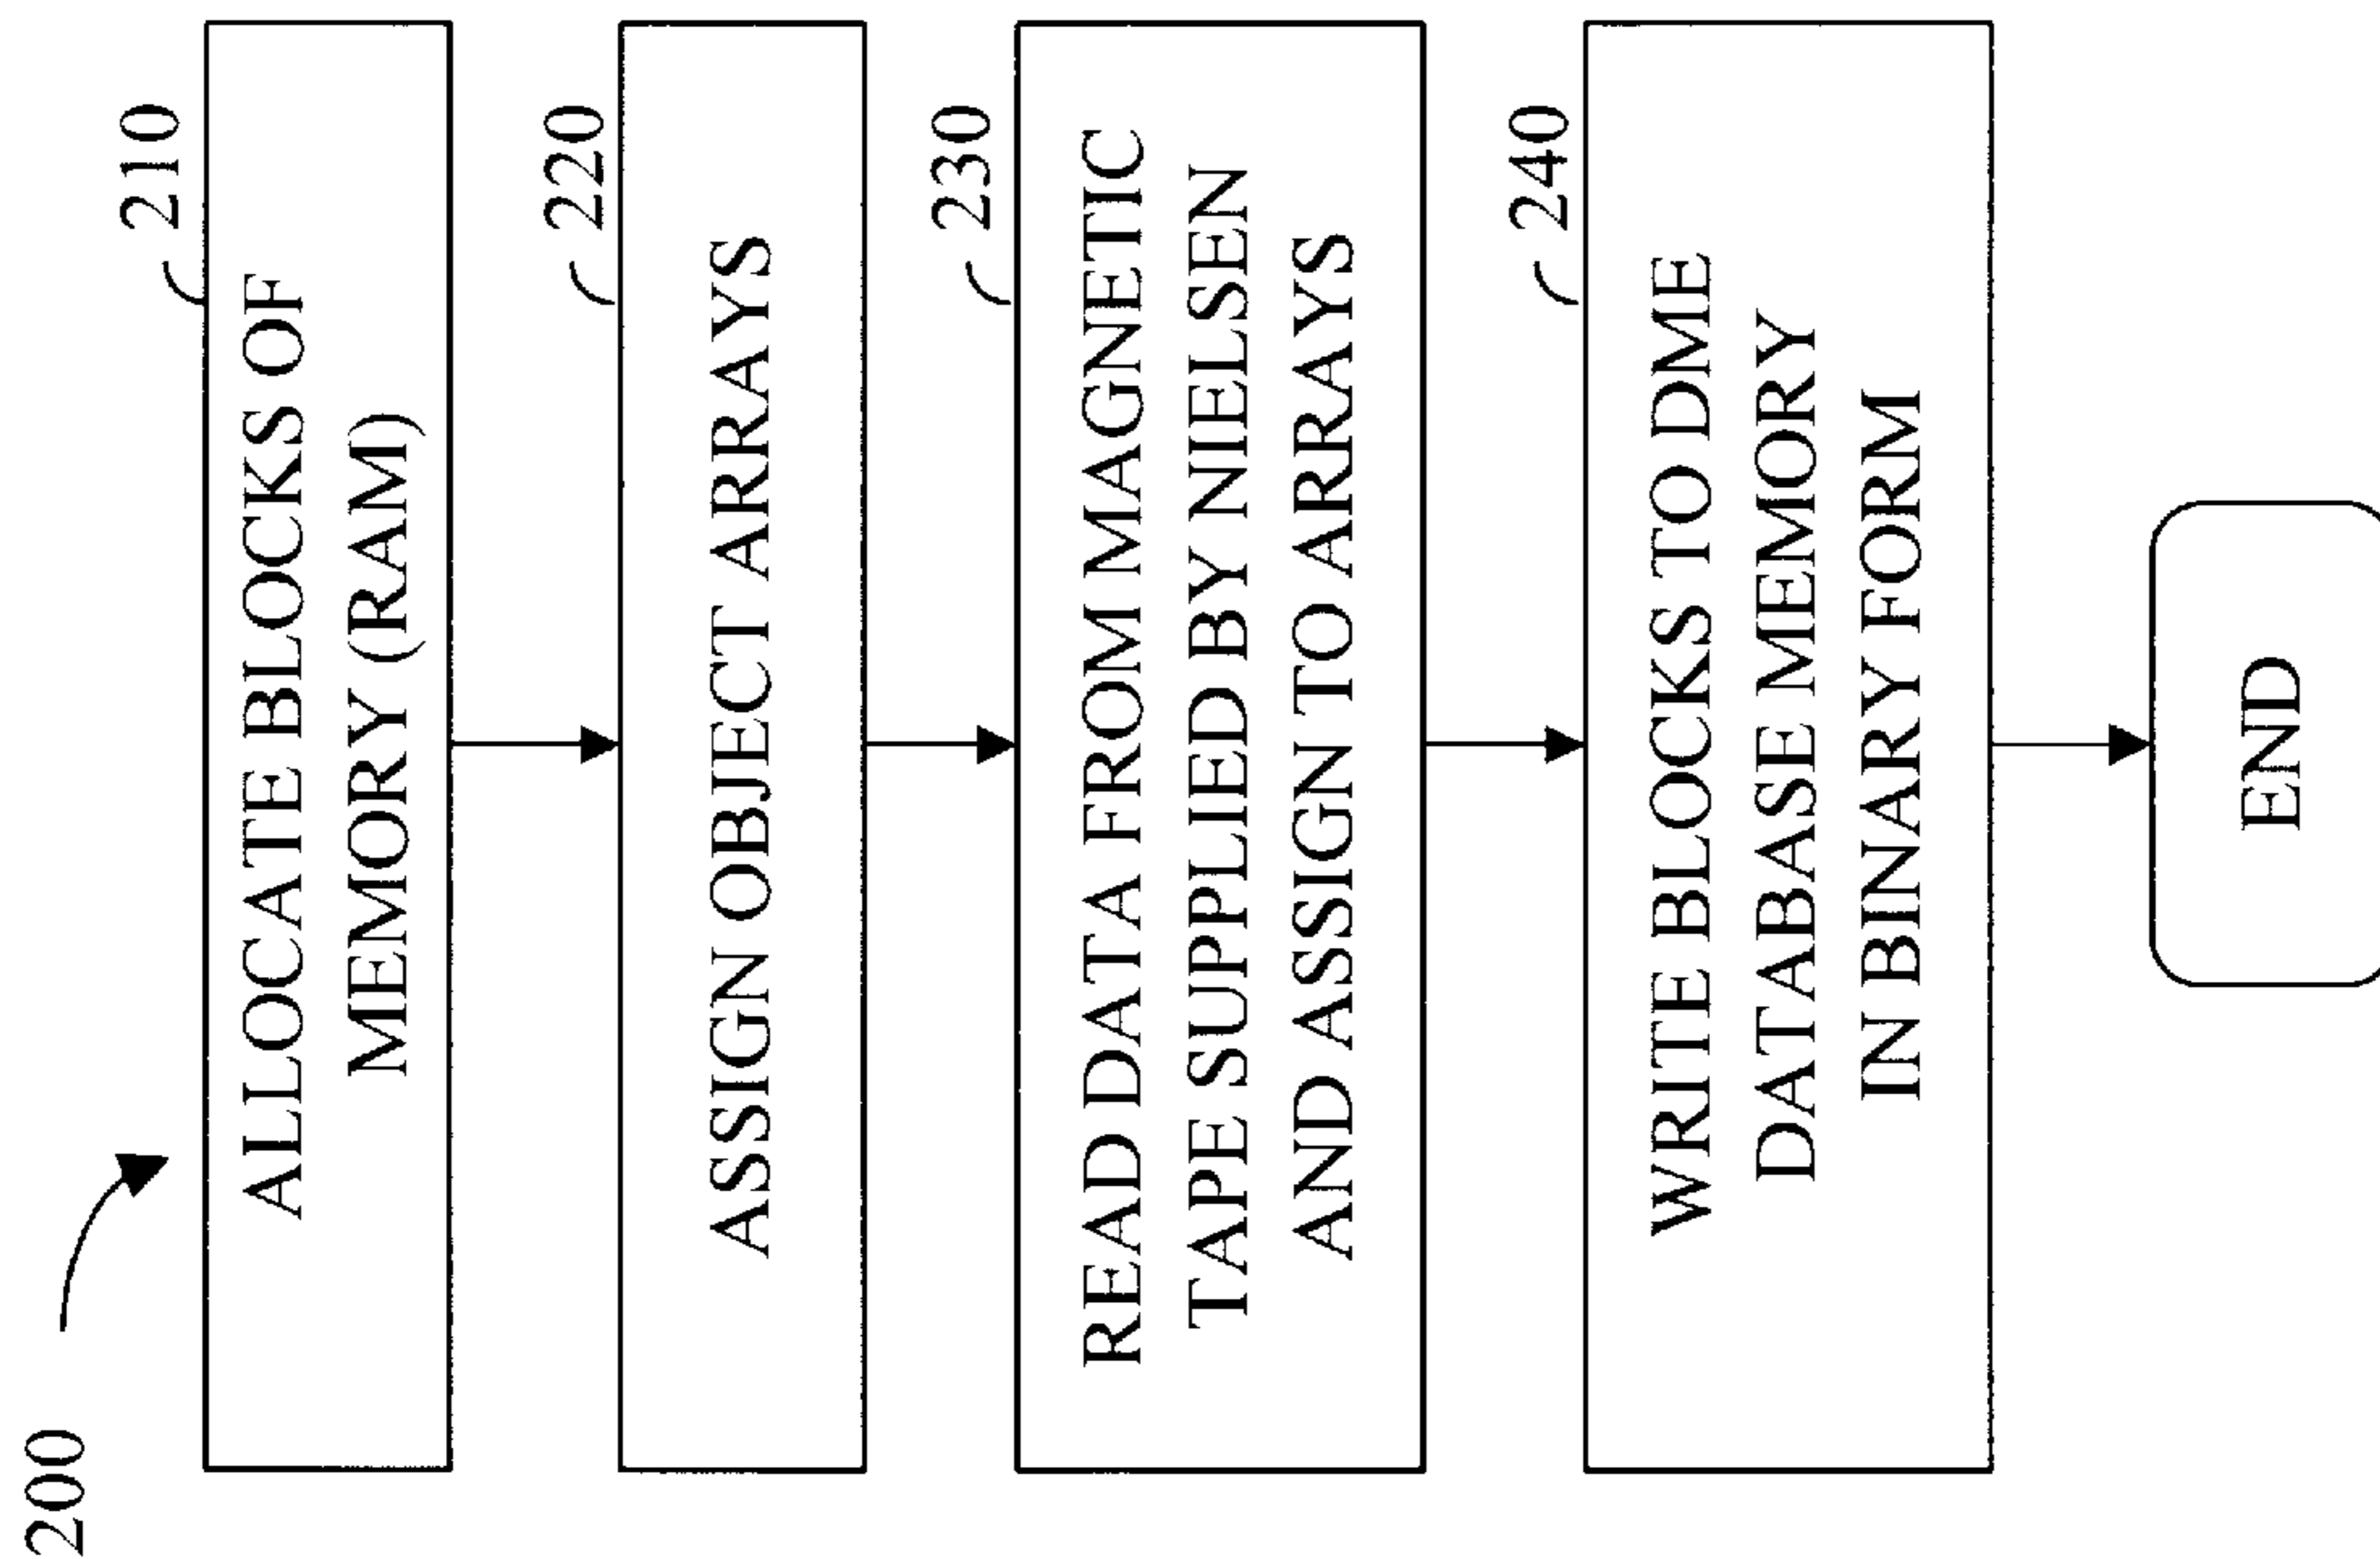 200
210
ALLOCATE BLOCKS OF
MEMORY (RAM)
220
ASSIGN OBJECT ARRAYS
230
READ DATA FROM MAGNETIC
TAPE SUPPLIED BY NIELSEN
AND ASSIGN TO ARRAYS
240
WRITE BLOCKS TO DME
DATABASE MEMORY
IN BINARY FORM
END